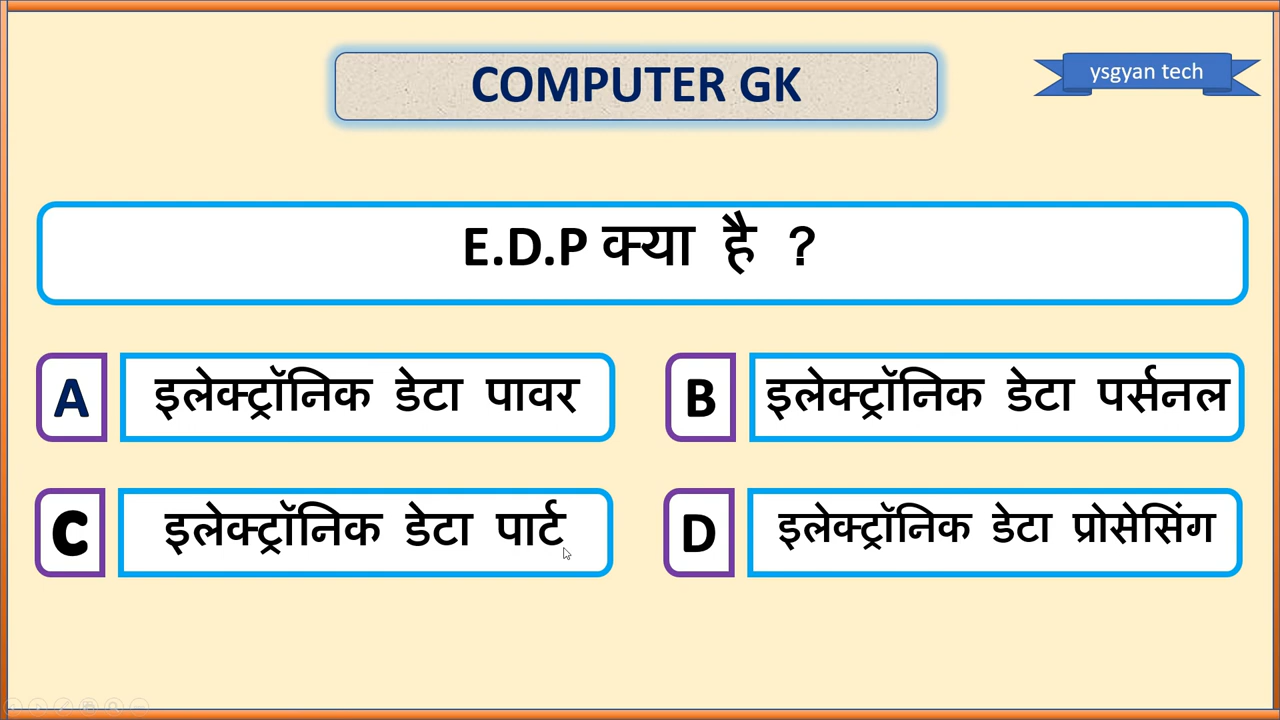 COMPUTER GK
ysgyan tech
E.D.P क्या है ?
A इलेक्ट्रॉनिक डेटा पावर
B इलेक्ट्रॉनिक डेटा पर्सनल
C इलेक्ट्रॉनिक डेटा पार्ट
D इलेक्ट्रॉनिक डेटा प्रोसेसिंग